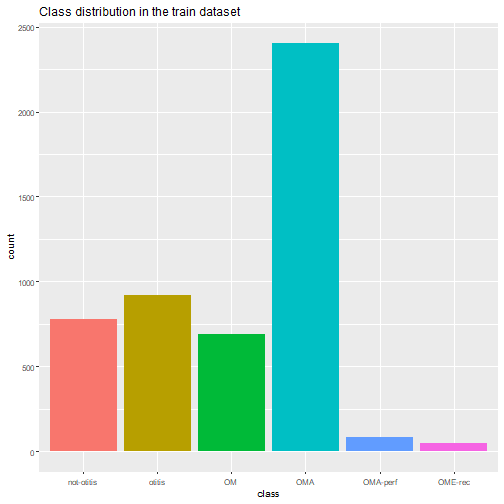 Class distribution in the train dataset
2500
2000
1500
1000
500
0
count
not-otitis otitis OM OMA OMA-perf OME-rec
class